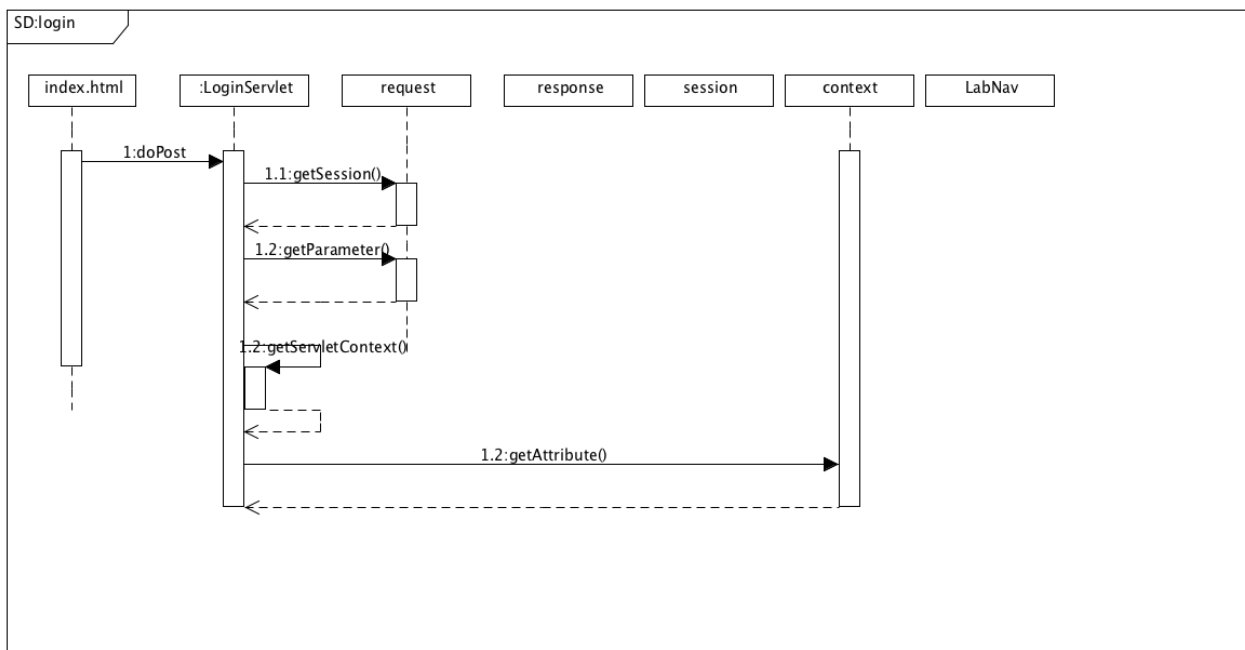 SD:login
index.html
:LoginServlet
request
response
session
context
LabNav
1:doPost
1.1:getSession()
1.2:getParameter()
1.2:getServletContext()
1.2:getAttribute()